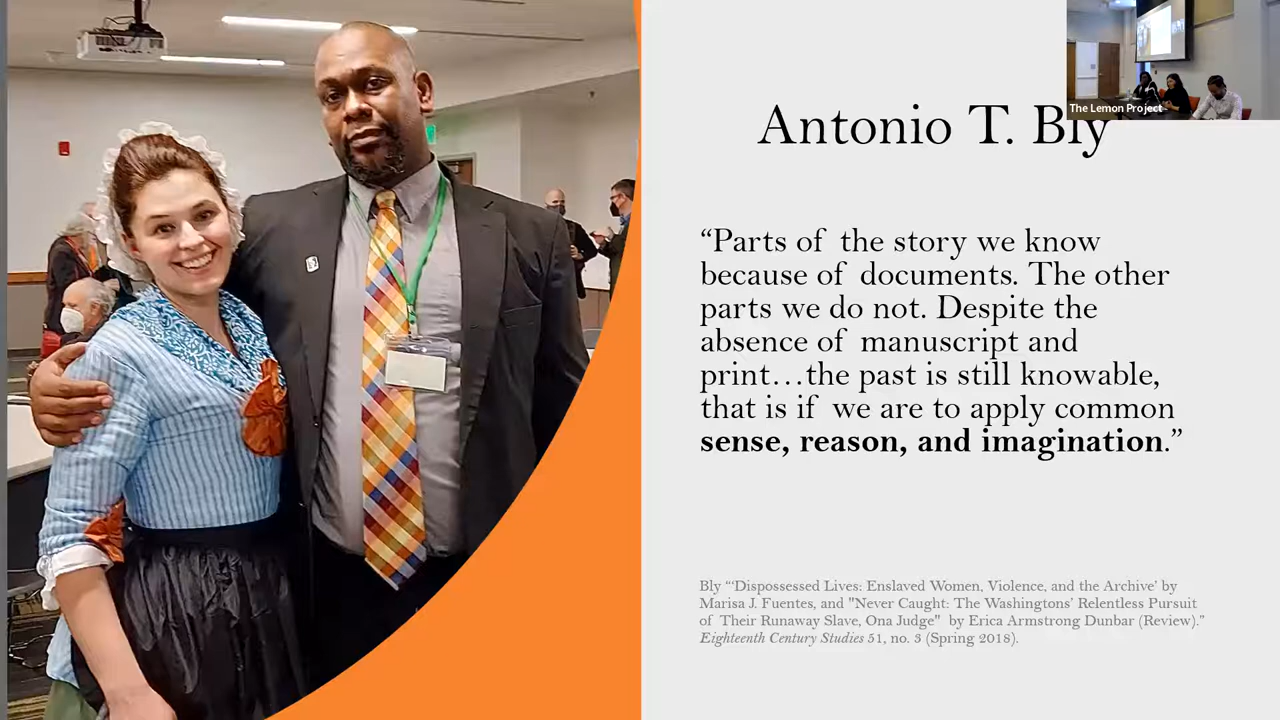 The Lemon Project
Antonio T. Bly
“Parts of the story we know
because of documents. The other
parts we do not. Despite the
absence of manuscript and
print…the past is still knowable,
that is if we are to apply common
sense, reason, and imagination.”
Bly “‘Dispossessed Lives: Enslaved Women, Violence, and the Archive’ by
Marisa J. Fuentes, and "Never Caught: The Washingtons’ Relentless Pursuit
of Their Runaway Slave, Ona Judge" by Erica Armstrong Dunbar (Review).”
Eighteenth Century Studies 51, no. 3 (Spring 2018).